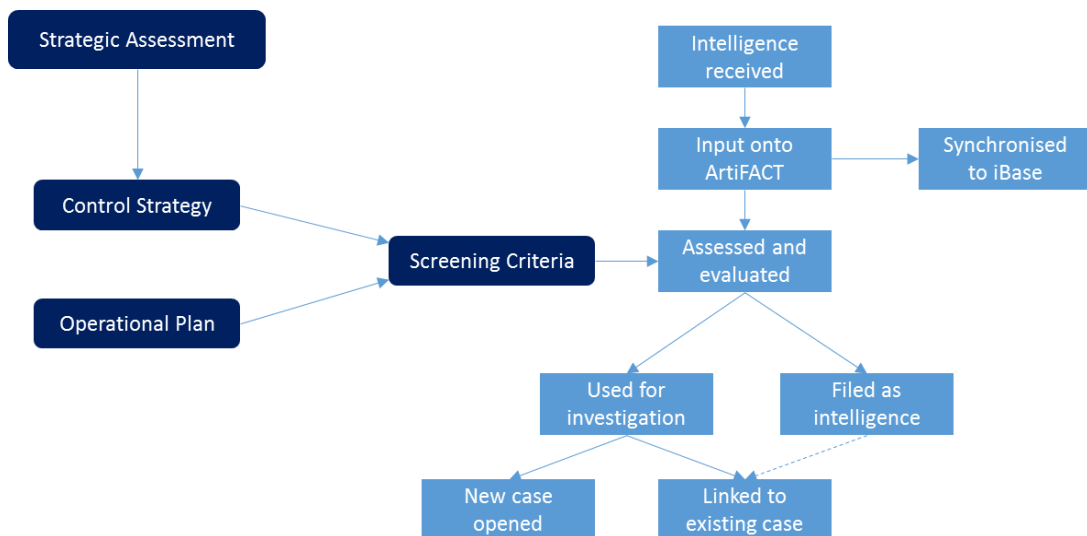 Strategic Assessment
Intelligence
received
Input onto
ArtiFACT
Synchronised
to iBase
Control Strategy
Screening Criteria
Assessed and
evaluated
Operational Plan
Used for
investigation
Filed as
intelligence
New case
opened
Linked to
existing case